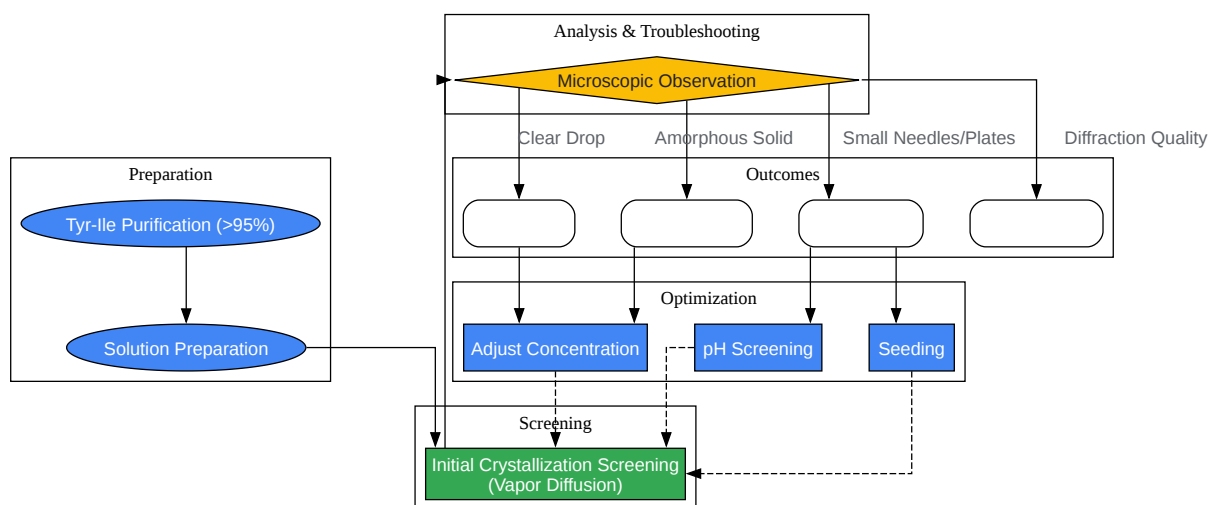 Analysis & Troubleshooting
Microscopic Observation
Clear Drop
Amorphous Solid
Small Needles/Plates
Diffraction Quality
Preparation
Outcomes
Tyr-Ile Purification (>95%)
Optimization
Solution Preparation
Adjust Concentration
pH Screening
Seeding
Screening
Initial Crystallization Screening
(Vapor Diffusion)